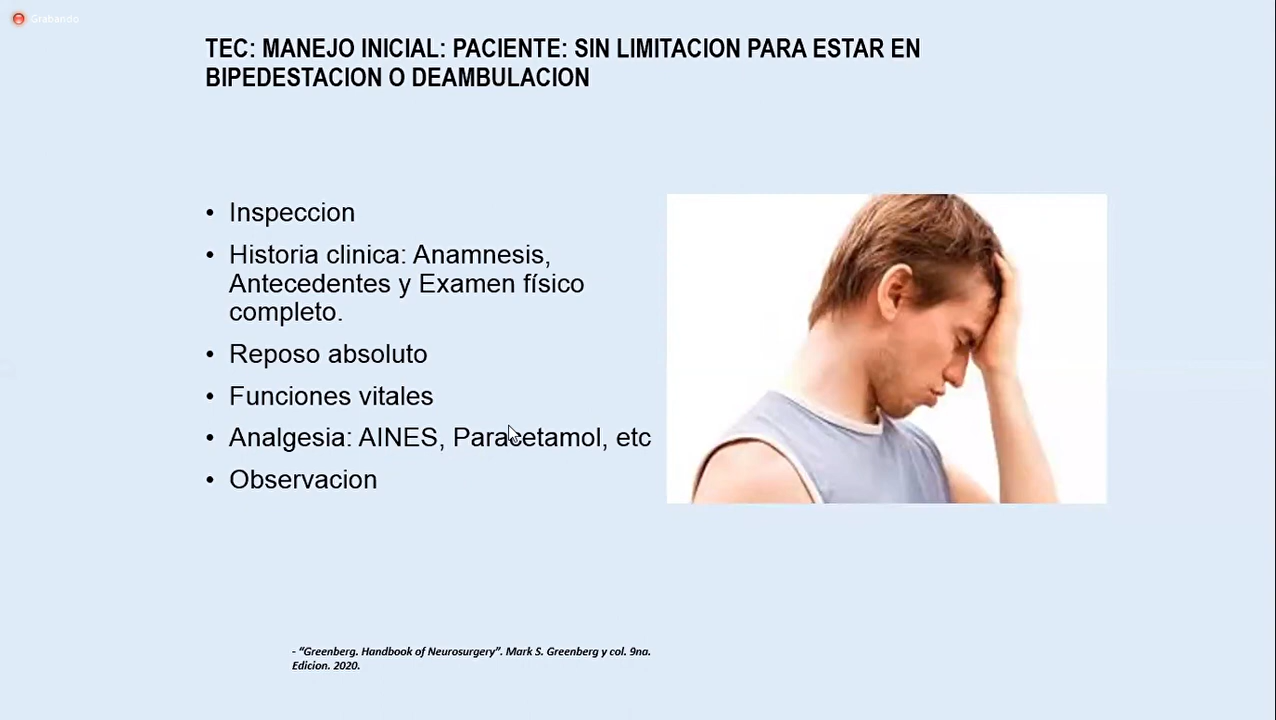 Grabando
TEC: MANEJO INICIAL: PACIENTE: SIN LIMITACION PARA ESTAR EN
BIPEDESTACION O DEAMBULACION
• Inspeccion
• Historia clinica: Anamnesis,
Antecedentes y Examen físico
completo.
• Reposo absoluto
• Funciones vitales
• Analgesia: AINES, Paracetamol, etc
• Observacion
- “Greenberg. Handbook of Neurosurgery”. Mark S. Greenberg y col. 9na.
Edicion. 2020.